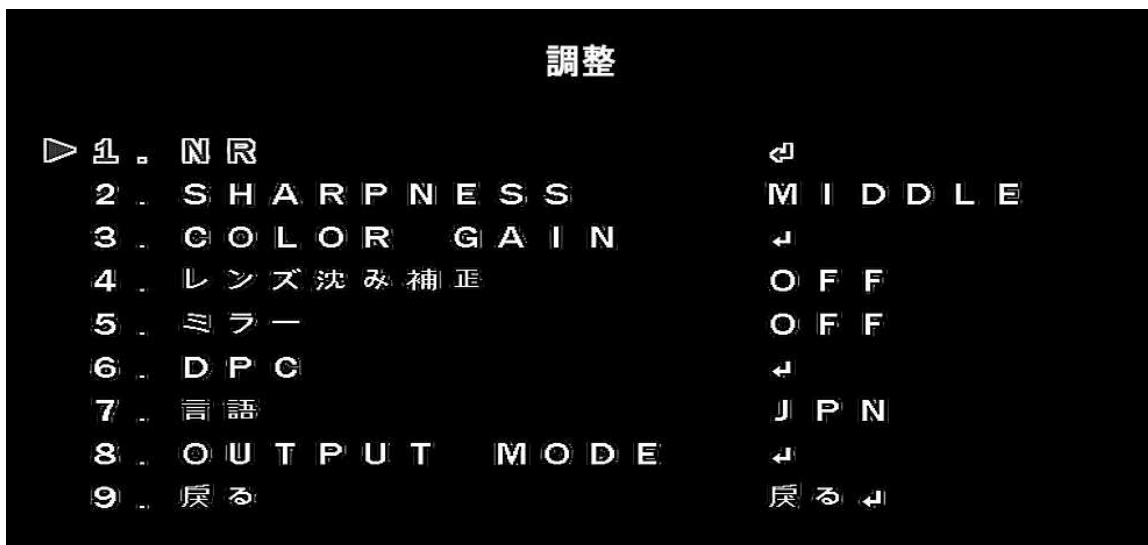 調整
1. NR ↵
2. SHARPNESS MIDDLE
3. COLOR GAIN ↵
4. レンズ沈み補正 OFF
5. ミラー OFF
6. DPC ↵
7. 言語 JPN
8. OUTPUT MODE ↵
9. 戻る 戻る↵